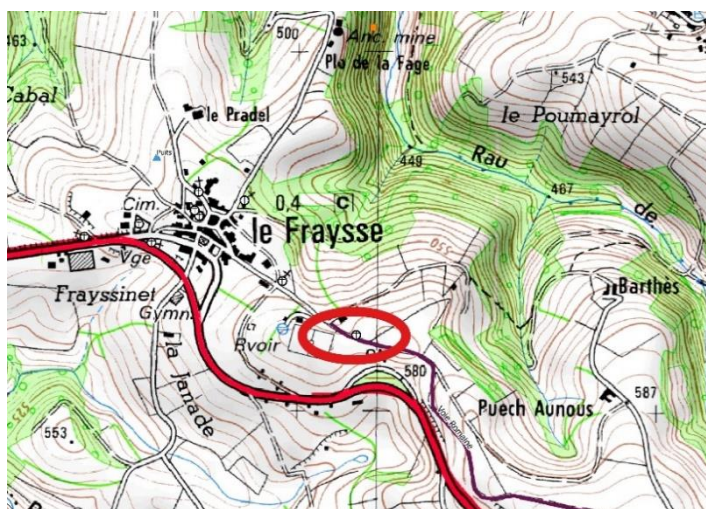 463
500
Anc. mine
Plo de la Fage
543
Cabal
le Pradel
le Poumayrol
Puits
449
Rau
467
de
Cim.
0,4
C
le Fraysse
550
Vge
Barthès
Frayssinet
Gymn.
Rvoir
la Janade
580
587
525
553
Puech Aunous
Voie Romaine